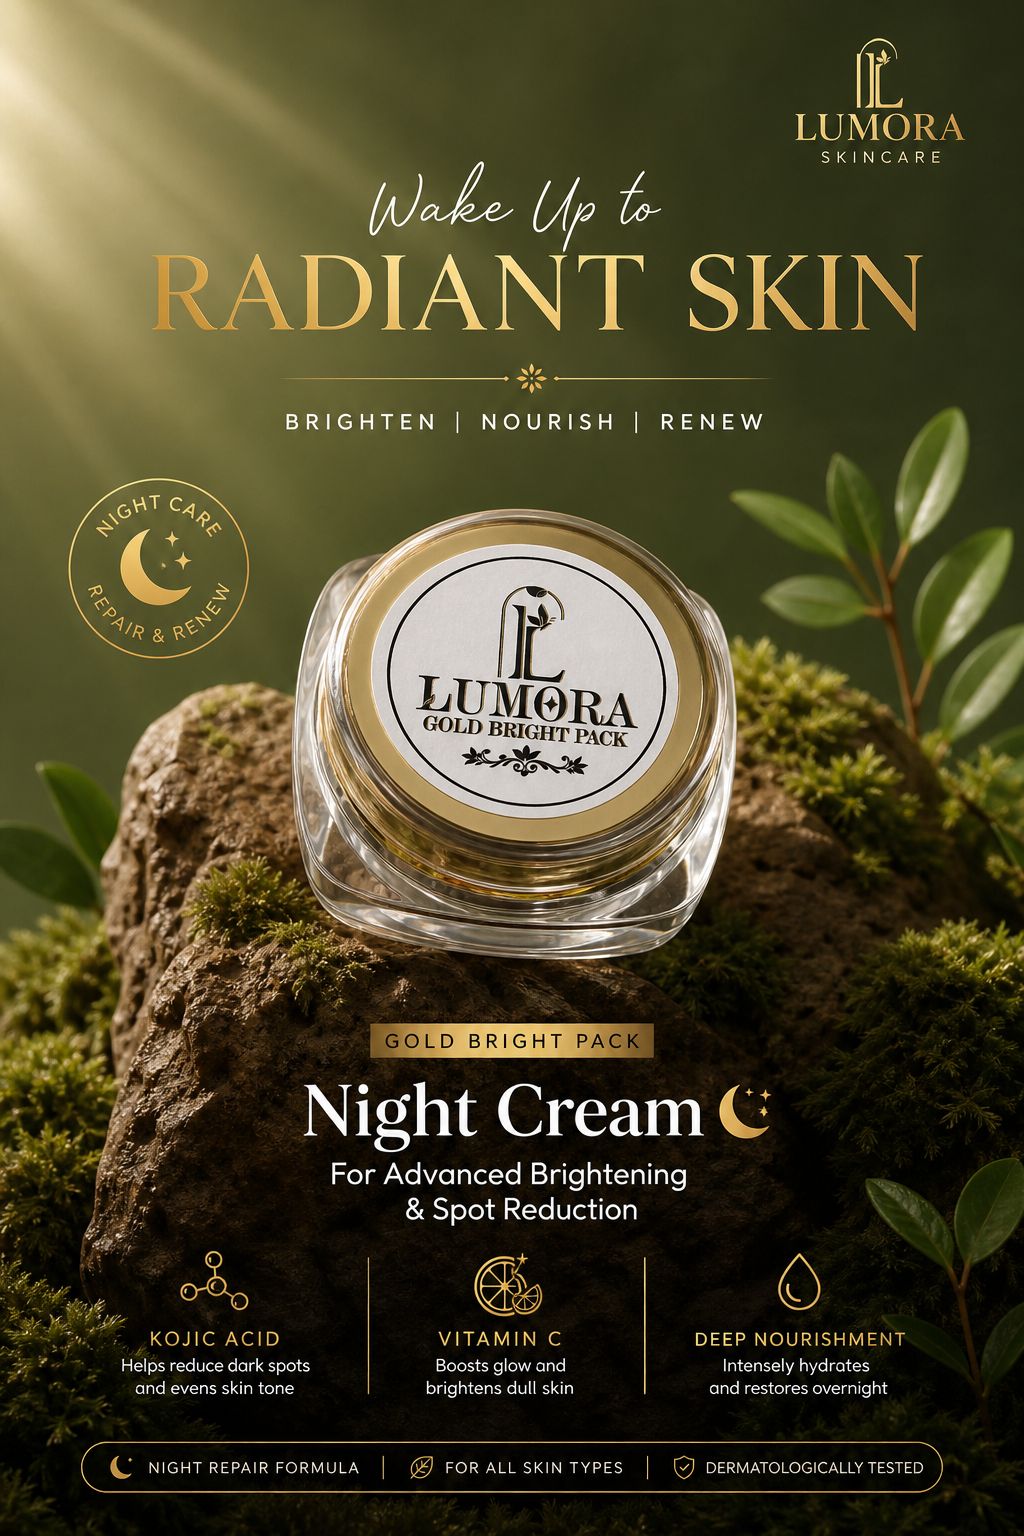 LUMORA
SKINCARE
Wake Up to
RADIANT SKIN
BRIGHTEN | NOURISH | RENEW
NIGHT CARE
REPAIR & RENEW
LUMORA
GOLD BRIGHT PACK
GOLD BRIGHT PACK
Night Cream
For Advanced Brightening
& Spot Reduction
KOJIC ACID
Helps reduce dark spots
and evens skin tone
VITAMIN C
Boosts glow and
brightens dull skin
DEEP NOURISHMENT
Intensely hydrates
and restores overnight
NIGHT REPAIR FORMULA | FOR ALL SKIN TYPES | DERMATOLOGICALLY TESTED